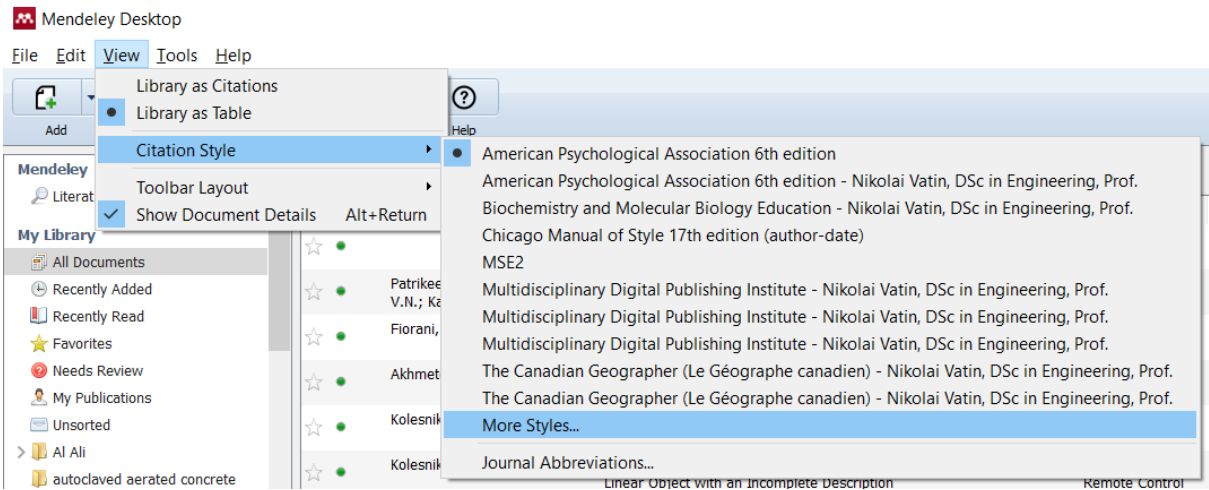 Mendeley Desktop
File Edit View Tools Help
Library as Citations
Library as Table
Add
Help
Citation Style
American Psychological Association 6th edition
American Psychological Association 6th edition - Nikolai Vatin, DSc in Engineering, Prof.
Biochemistry and Molecular Biology Education - Nikolai Vatin, DSc in Engineering, Prof.
Chicago Manual of Style 17th edition (author-date)
MSE2
Multidisciplinary Digital Publishing Institute - Nikolai Vatin, DSc in Engineering, Prof.
Multidisciplinary Digital Publishing Institute - Nikolai Vatin, DSc in Engineering, Prof.
Multidisciplinary Digital Publishing Institute - Nikolai Vatin, DSc in Engineering, Prof.
The Canadian Geographer (Le Géographe canadien) - Nikolai Vatin, DSc in Engineering, Prof.
The Canadian Geographer (Le Géographe canadien) - Nikolai Vatin, DSc in Engineering, Prof.
More Styles...
Journal Abbreviations...
Toolbar Layout
Show Document Details Alt+Return
Mendeley
Literat
My Library
All Documents
Recently Added
Recently Read
Favorites
Needs Review
My Publications
Unsorted
Al Ali
autoclaved aerated concrete
Patrikee
V.N.; Ka
Fiorani,
Akhmet
Kolesnik
Kolesnik
Linear Object with an Incomplete Description
Remote Control